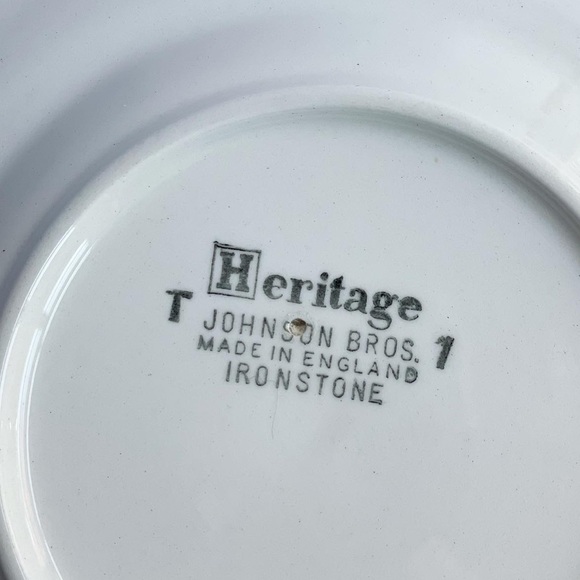 Heritage
T JOHNSON BROS. 1
MADE IN ENGLAND
IRONSTONE